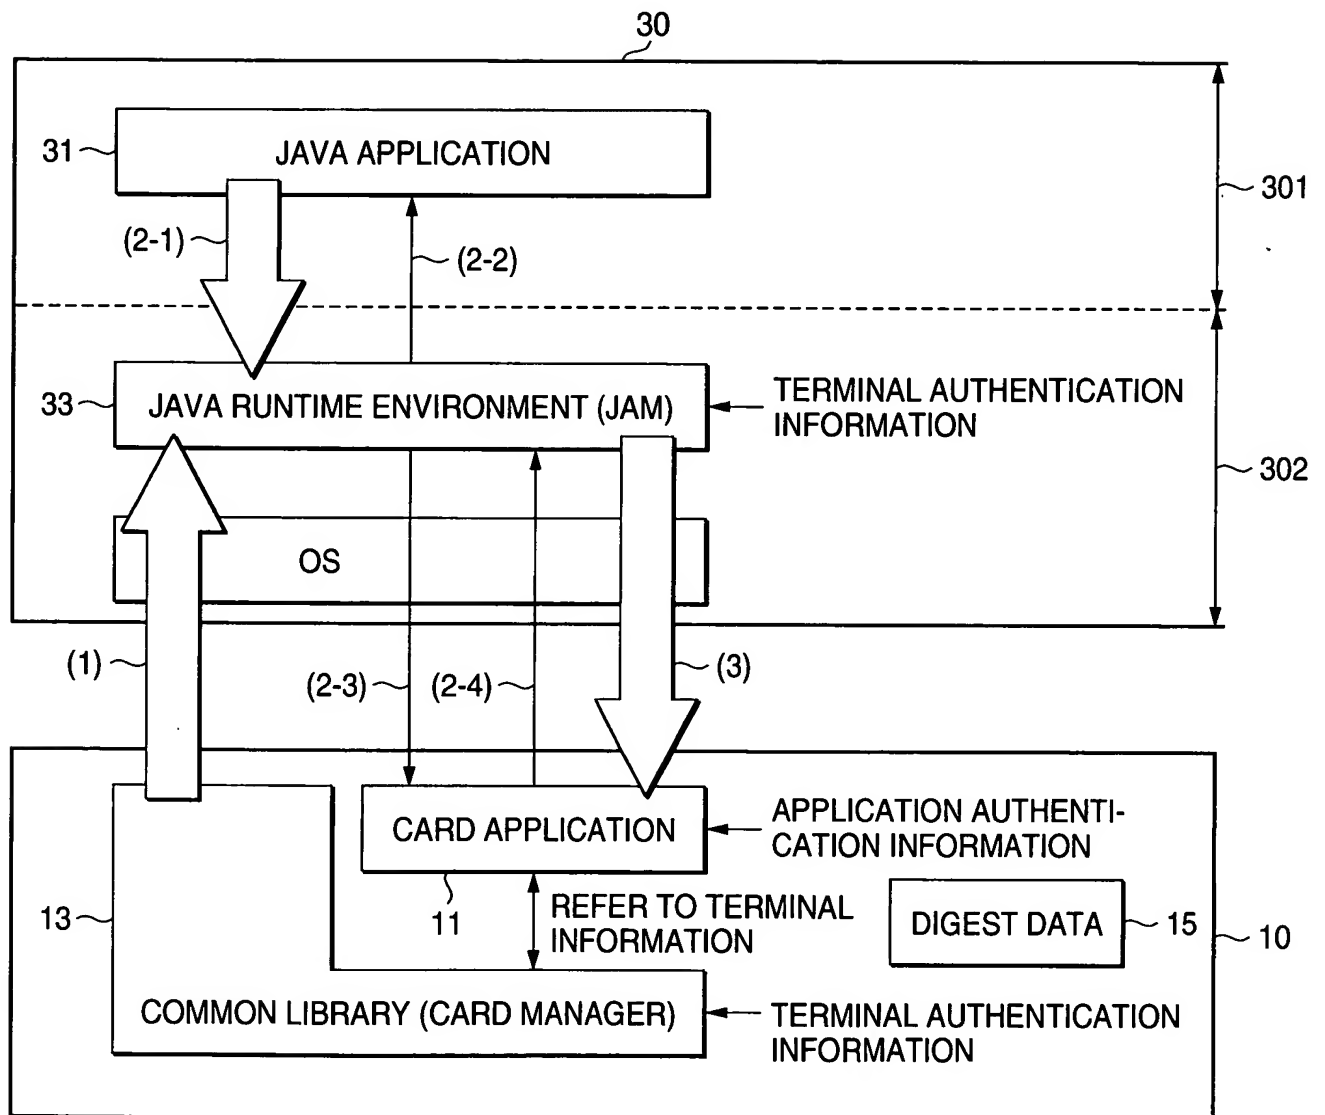 30
31
JAVA APPLICATION
301
(2-1)
(2-2)
33
JAVA RUNTIME ENVIRONMENT (JAM)
TERMINAL AUTHENTICATION
INFORMATION
302
OS
(1)
(2-3)
(2-4)
(3)
CARD APPLICATION
APPLICATION AUTHENTI-
CATION INFORMATION
13
11
REFER TO TERMINAL
INFORMATION
DIGEST DATA
15
10
COMMON LIBRARY (CARD MANAGER)
TERMINAL AUTHENTICATION
INFORMATION